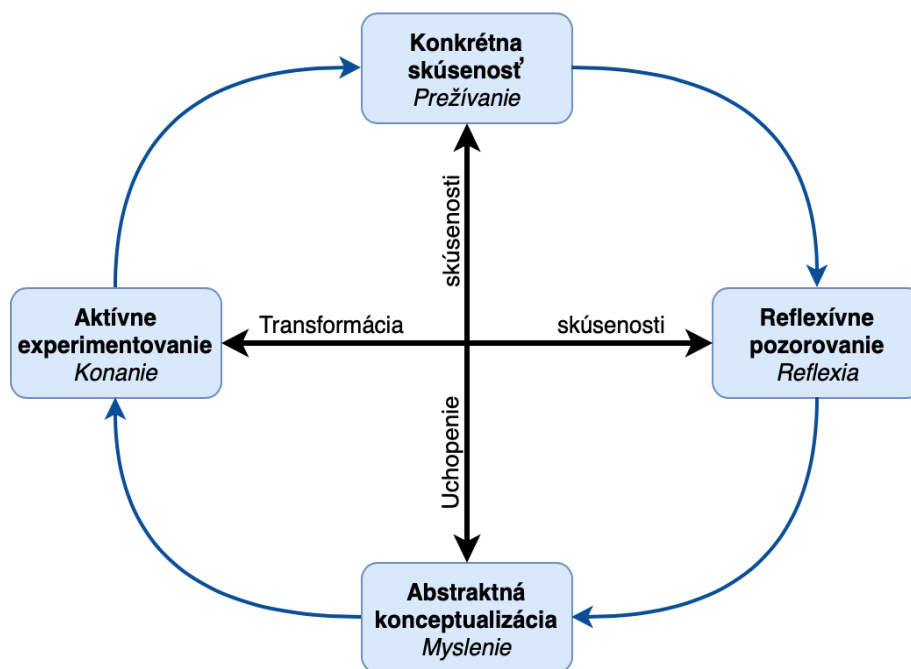 Konkrétna
skúsenosť
Prežívanie
skúsenosti
Aktívne
experimentovanie
Konanie
Transformácia
skúsenosti
Reflexívne
pozorovanie
Reflexia
Uchopenie
Abstraktná
konceptualizácia
Myslenie